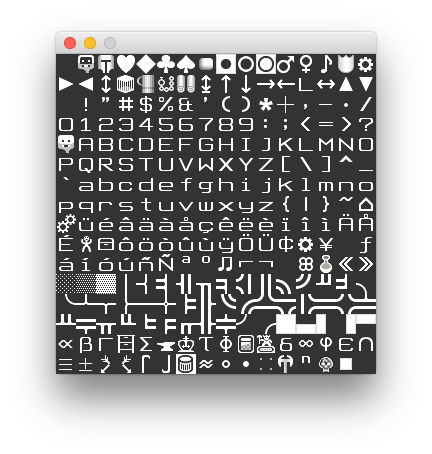 ! " # $ % & ' ( ) * + , - . /
0 1 2 3 4 5 6 7 8 9 : ; < = > ?
A B C D E F G H I J K L M N O
P Q R S T U V W X Y Z [ \ ] ^ _
` a b c d e f g h i j k l m n o
p q r s t u v w x y z { | } ~ ⌂
ü é â ä à å ç ê ë è ï î ì Ä Å
É ô ö ò û ù ÿ Ö Ü ¢ ¥ ƒ
á í ó ú ñ Ñ ª º ⌐ ¬ « »
∝ β Γ Σ τ Φ δ ∞ φ ∈ ∩
≡ ± ⌠ ⌡ ≈ ° • ⁿ ■